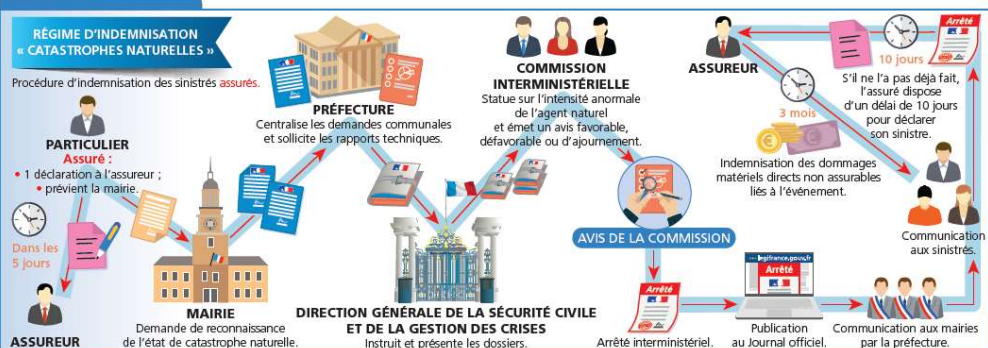 RÉGIME D'INDEMNISATION
« CATASTROPHES NATURELLES »
Procédure d'indemnisation des sinistrés assurés.
PARTICULIER
Assuré :
• 1 déclaration à l'assureur ;
• prévient la mairie.
Dans les
5 jours
ASSUREUR
MAIRIE
Demande de reconnaissance
de l'état de catastrophe naturelle.
PRÉFECTURE
Centralise les demandes communales
et sollicite les rapports techniques.
DIRECTION GÉNÉRALE DE LA SÉCURITÉ CIVILE
ET DE LA GESTION DES CRISES
Instruit et présente les dossiers.
COMMISSION
INTERMINISTÉRIELLE
Statue sur l'intensité anormale
de l'agent naturel
et émet un avis favorable,
défavorable ou d'ajournement.
AVIS DE LA COMMISSION
Arrêté
Arrêté interministériel.
legifrance.gouv.fr
Arrêté
Publication
au Journal officiel.
Communication aux mairies
par la préfecture.
Communication
aux sinistrés.
Arrêté
10 jours
S'il ne l'a pas déjà fait,
l'assuré dispose
d'un délai de 10 jours
pour déclarer
son sinistre.
ASSUREUR
3 mois
Indemnisation des dommages
matériels directs non assurables
liés à l'événement.